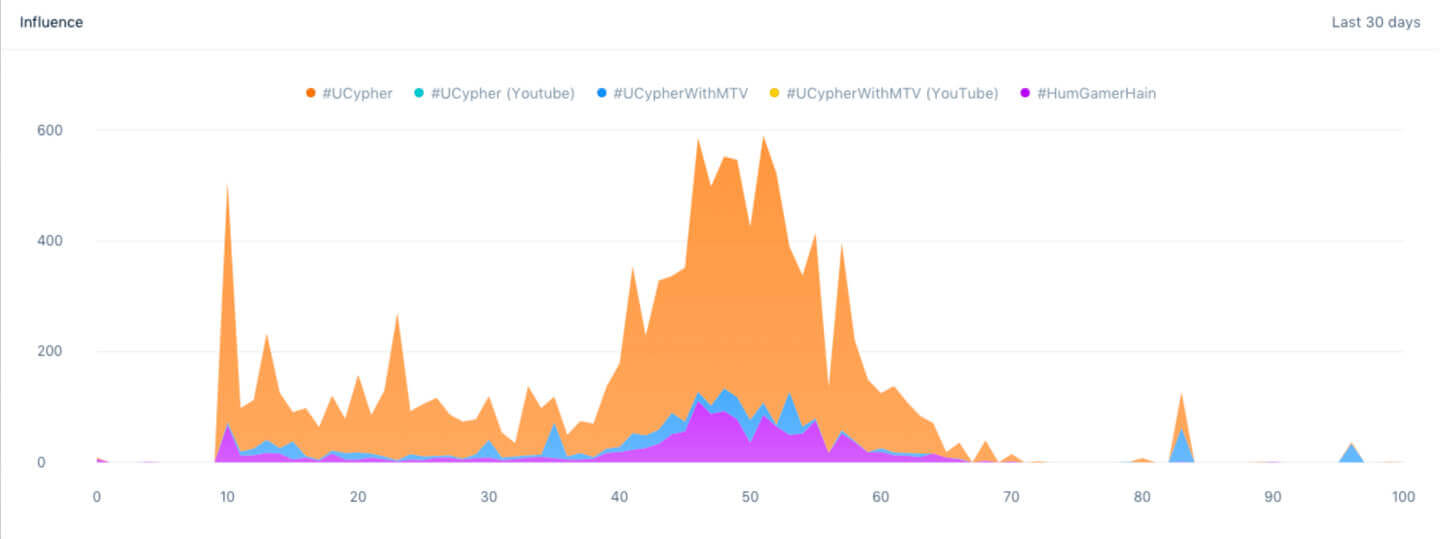 Influence Last 30 days
#UCypher #UCypher (Youtube) #UCypherWithMTV #UCypherWithMTV (YouTube) #HumGamerHain
600
400
200
0
0 10 20 30 40 50 60 70 80 90 100